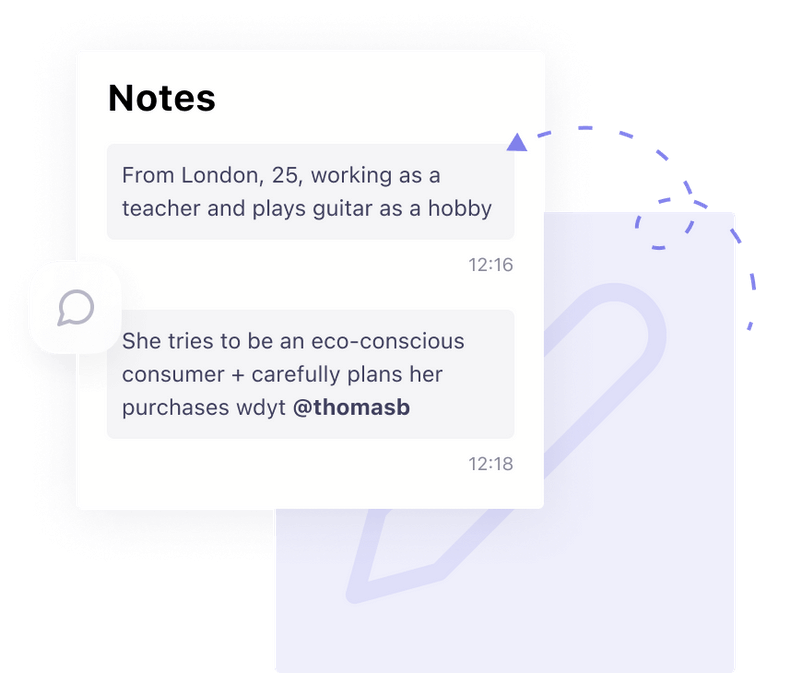 Notes
From London, 25, working as a
teacher and plays guitar as a hobby
12:16
She tries to be an eco-conscious
consumer + carefully plans her
purchases wdyt @thomasb
12:18